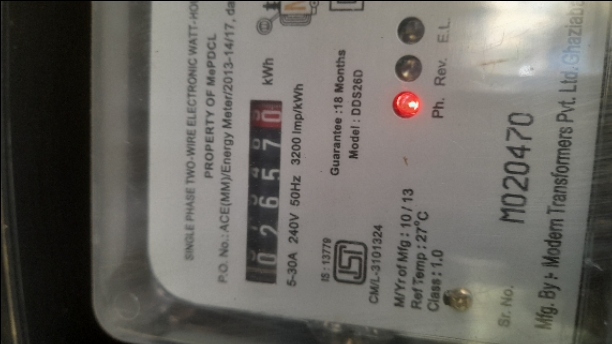 SINGLE PHASE TWO-WIRE ELECTRONIC WATT-HO
PROPERTY OF MePDCL
P.O. No.: ACE(MM)/Energy Meter/2013-14/17, da
026570 kWh
5-30A 240V 50Hz 3200 Imp/kWh
IS : 13779
CM/L-3101324
Guarantee : 18 Months
Model : DDS26D
M/Yr of Mfg : 10 / 13
Ref Temp : 27°C
Class : 1.0
Ph. Rev. E.L.
Sr. No. M020470
Mfg. By :- Modern Transformers Pvt. Ltd. Ghaziaba